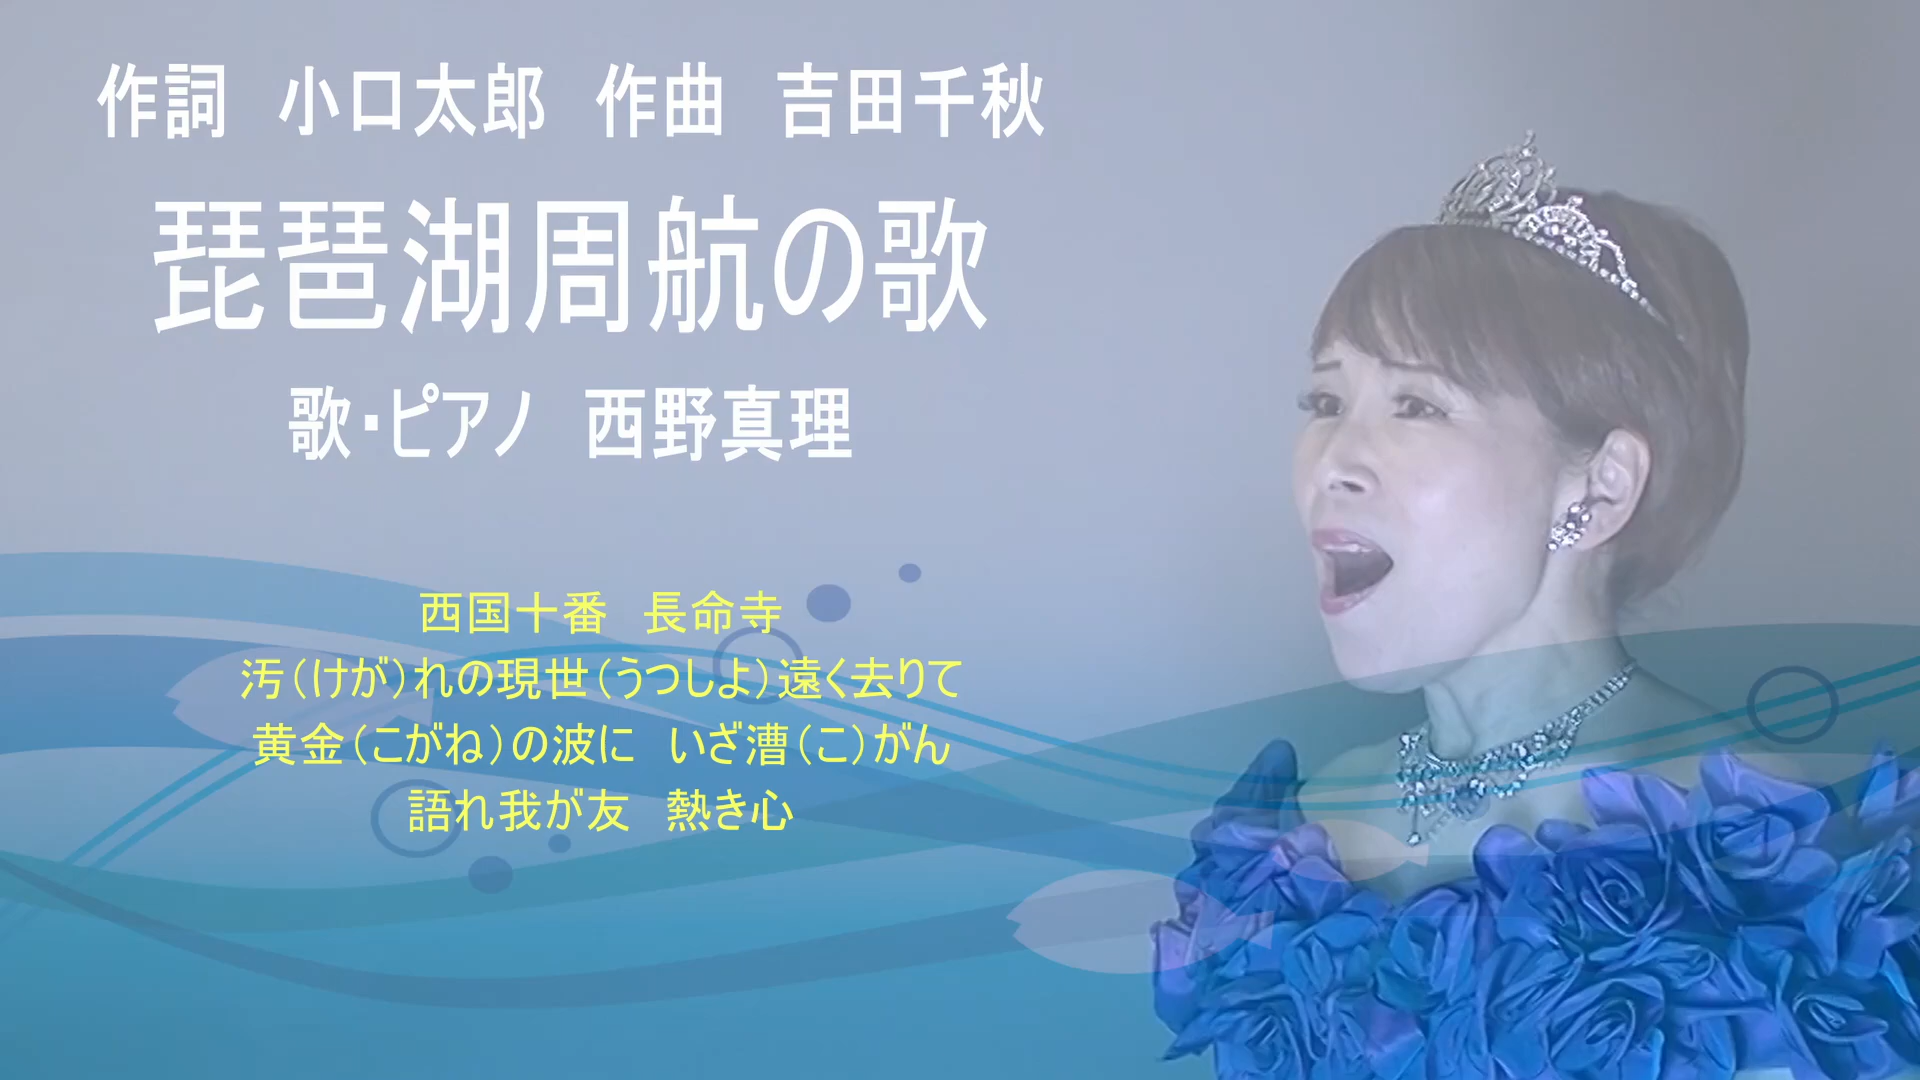 作詞　小口太郎　作曲　吉田千秋
琵琶湖周航の歌
歌・ピアノ　西野真理
西国十番　長命寺
汚（けが）れの現世（うつしよ）遠く去りて
黄金（こがね）の波に　いざ漕（こ）がん
語れ我が友　熱き心